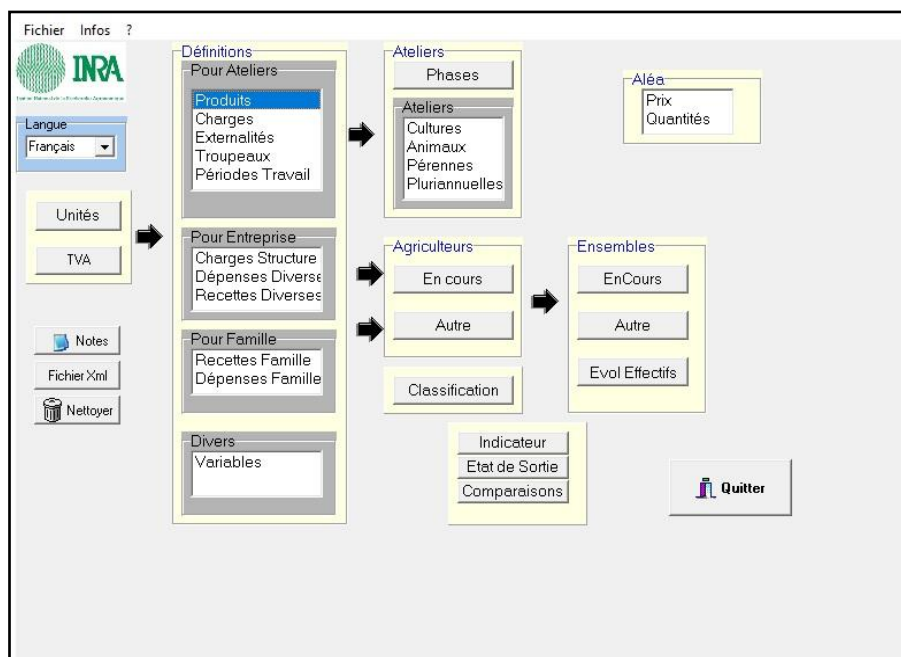 Fichier Infos ?
INRA
Langue
Français
Unités
TVA
Notes
Fichier Xml
Nettoyer
Définitions
Pour Ateliers
Produits
Charges
Externalités
Troupeaux
Périodes Travail
Pour Entreprise
Charges Structure
Dépenses Diverse
Recettes Diverses
Pour Famille
Recettes Famille
Dépenses Famille
Divers
Variables
Ateliers
Phases
Ateliers
Cultures
Animaux
Pérennes
Pluriannuelles
Agriculteurs
En cours
Autre
Classification
Indicateur
Etat de Sortie
Comparaisons
Aléa
Prix
Quantités
Ensembles
EnCours
Autre
Evol Effectifs
Quitter